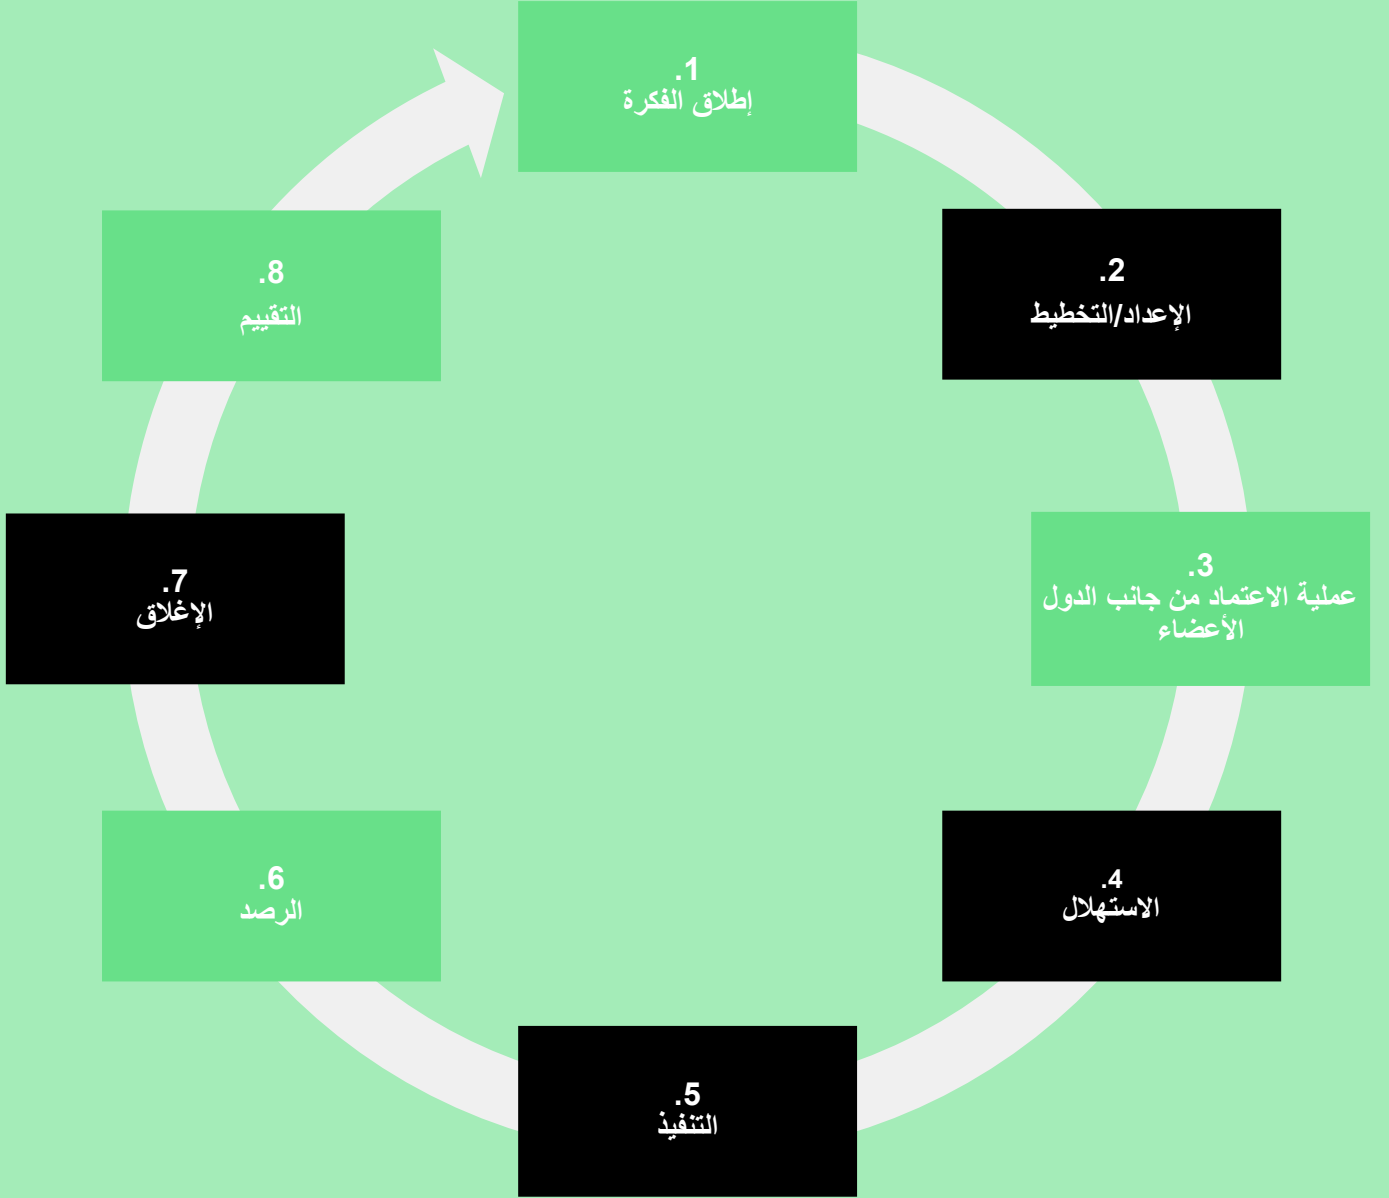 1.
إطلاق الفكرة
2.
الإعداد/التخطيط
3.
عملية الاعتماد من جانب الدول
الأعضاء
4.
الاستهلال
5.
التنفيذ
6.
الرصد
7.
الإغلاق
8.
التقييم